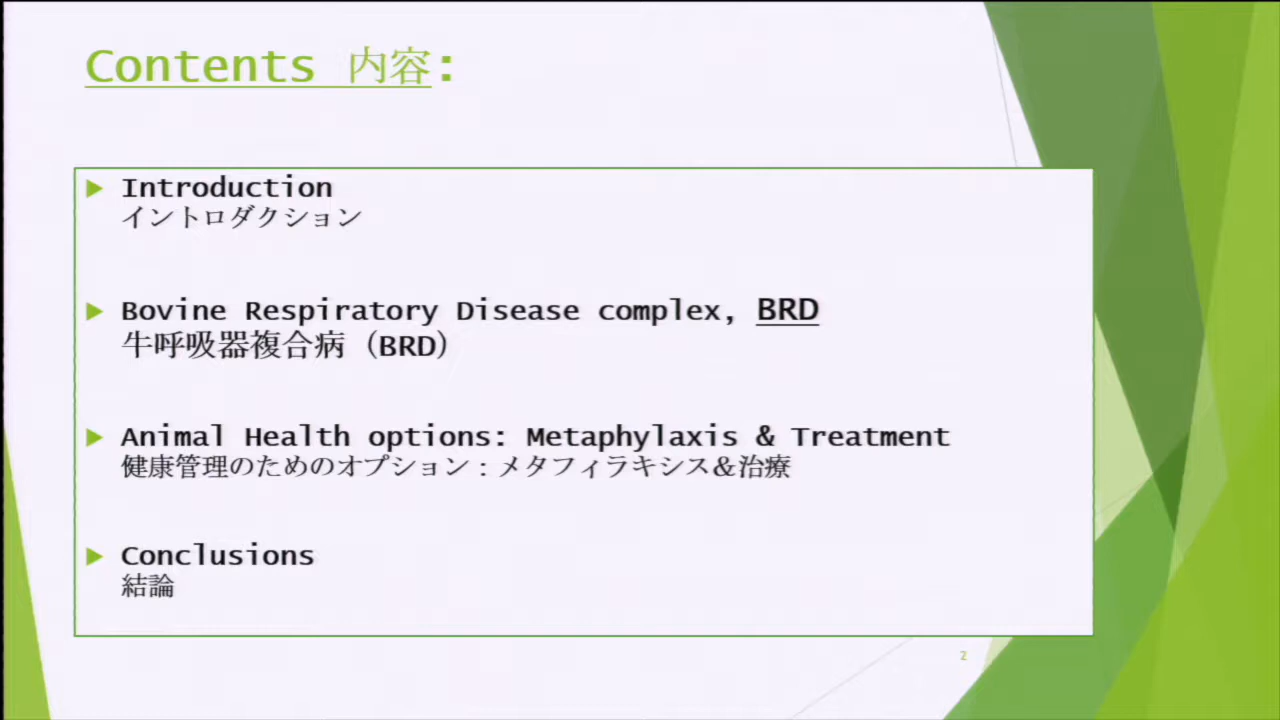 Contents 内容:
Introduction
イントロダクション
Bovine Respiratory Disease complex, BRD
牛呼吸器複合病（BRD）
Animal Health options: Metaphylaxis & Treatment
健康管理のためのオプション：メタフィラキシス＆治療
Conclusions
結論
2